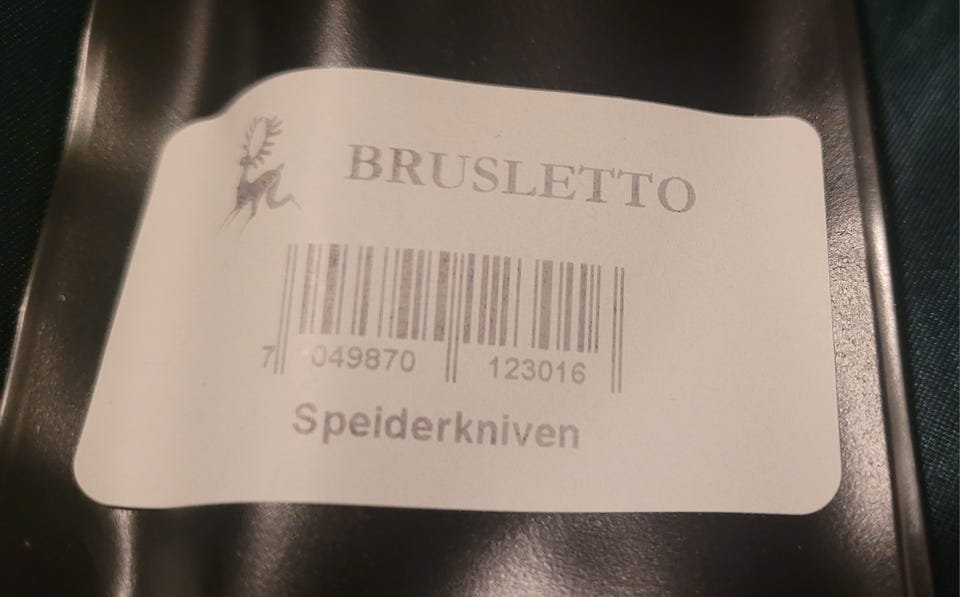 BRUSLETTO
7 049870 123016
Speiderkniven